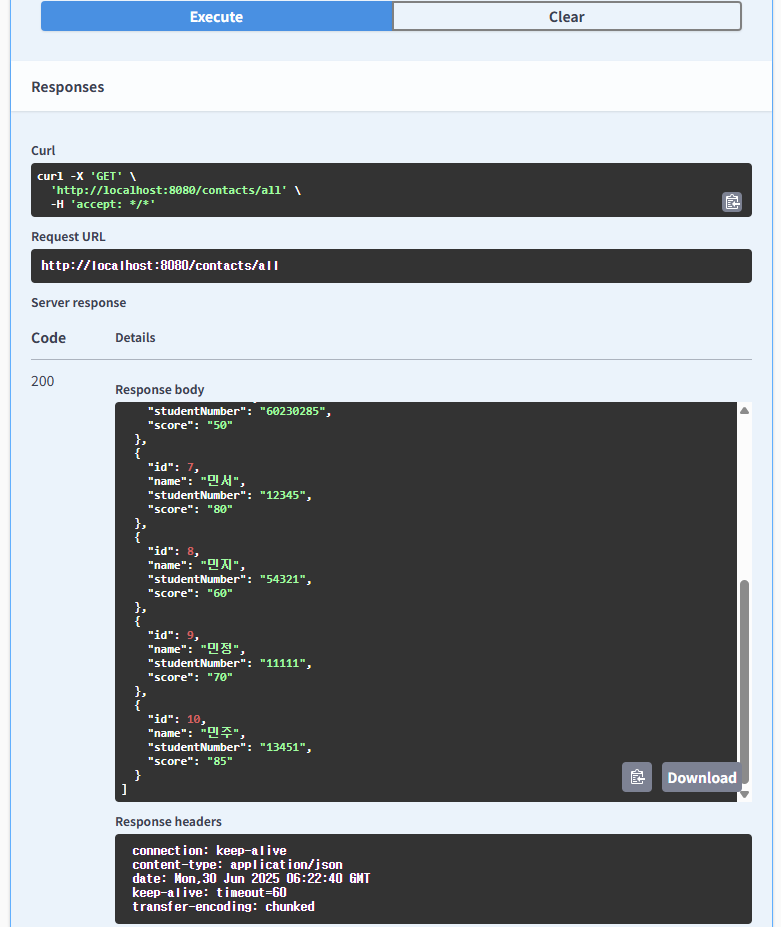 Execute
Clear
Responses
Curl
curl -X 'GET' \
'http://localhost:8080/contacts/all' \
-H 'accept: */*'
Request URL
http://localhost:8080/contacts/all
Server response
Code
Details
200
Response body
"studentNumber": "60230285",
"score": "50"
},
{
"id": 7,
"name": "민서",
"studentNumber": "12345",
"score": "80"
},
{
"id": 8,
"name": "민지",
"studentNumber": "54321",
"score": "60"
},
{
"id": 9,
"name": "민정",
"studentNumber": "11111",
"score": "70"
},
{
"id": 10,
"name": "민주",
"studentNumber": "13451",
"score": "85"
}
]
Download
Response headers
connection: keep-alive
content-type: application/json
date: Mon,30 Jun 2025 06:22:40 GMT
keep-alive: timeout=60
transfer-encoding: chunked